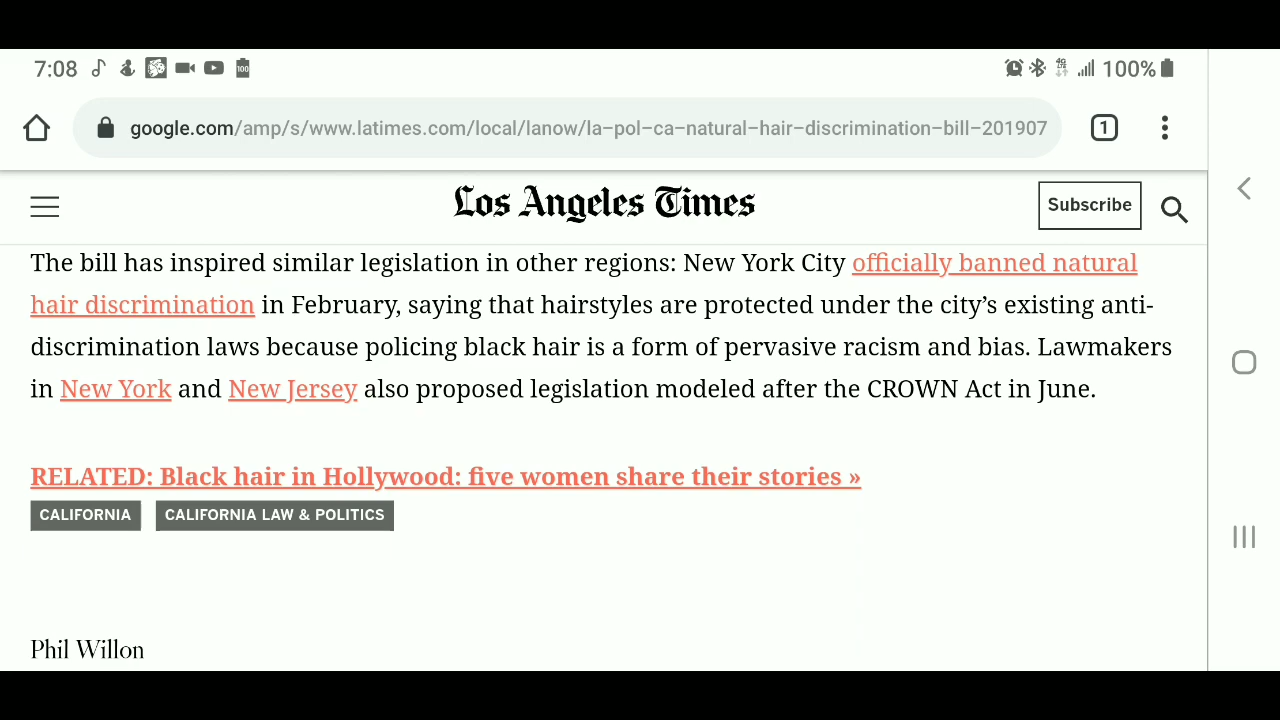 7:08
100
4G
LTE
100%
google.com/amp/s/www.latimes.com/local/lanow/la-pol-ca-natural-hair-discrimination-bill-201907
1
Los Angeles Times
Subscribe
The bill has inspired similar legislation in other regions: New York City officially banned natural
hair discrimination in February, saying that hairstyles are protected under the city’s existing anti-
discrimination laws because policing black hair is a form of pervasive racism and bias. Lawmakers
in New York and New Jersey also proposed legislation modeled after the CROWN Act in June.
RELATED: Black hair in Hollywood: five women share their stories »
CALIFORNIA
CALIFORNIA LAW & POLITICS
Phil Willon